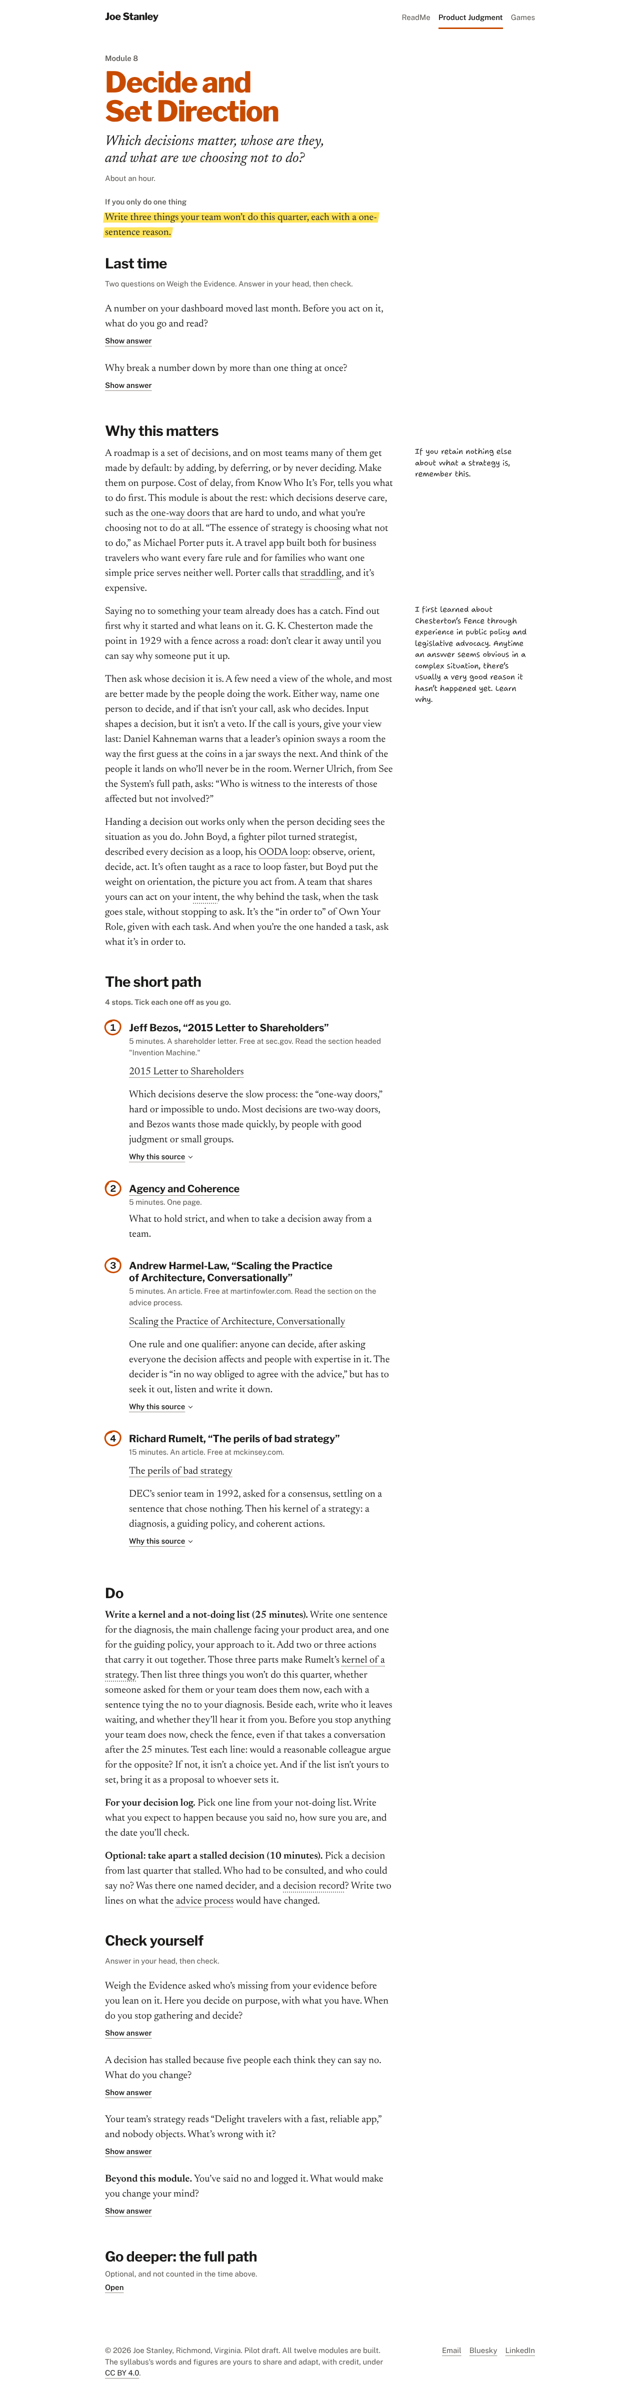 Joe Stanley
ReadMe Product Judgment Games
Module 8
Decide and
Set Direction
Which decisions matter, whose are they,
and what are we choosing not to do?
About an hour.
If you only do one thing
Write three things your team won’t do this quarter, each with a one-
sentence reason.
Last time
Two questions on Weigh the Evidence. Answer in your head, then check.
A number on your dashboard moved last month. Before you act on it,
what do you go and read?
Show answer
Why break a number down by more than one thing at once?
Show answer
Why this matters
A roadmap is a set of decisions, and on most teams many of them get
made by default: by adding, by deferring, or by never deciding. Make
them on purpose. Cost of delay, from Know Who It’s For, tells you what
to do first. This module is about the rest: which decisions deserve care,
such as the one-way doors that are hard to undo, and what you’re
choosing not to do at all. “The essence of strategy is choosing what not
to do,” as Michael Porter puts it. A travel app built both for business
travelers who want every fare rule and for families who want one
simple price serves neither well. Porter calls that straddling, and it’s
expensive.
If you retain nothing else
about what a strategy is,
remember this.
Saying no to something your team already does has a catch. Find out
first why it started and what leans on it. G. K. Chesterton made the
point in 1929 with a fence across a road: don’t clear it away until you
can say why someone put it up.
I first learned about
Chesterton’s Fence through
experience in public policy and
legislative advocacy. Anytime
an answer seems obvious in a
complex situation, there’s
usually a very good reason it
hasn’t happened yet. Learn
why.
Then ask whose decision it is. A few need a view of the whole, and most
are better made by the people doing the work. Either way, name one
person to decide, and if that isn’t your call, ask who decides. Input
shapes a decision, but it isn’t a veto. If the call is yours, give your view
last: Daniel Kahneman warns that a leader’s opinion sways a room the
way the first guess at the coins in a jar sways the next. And think of the
people it lands on who’ll never be in the room. Werner Ulrich, from See
the System’s full path, asks: “Who is witness to the interests of those
affected but not involved?”
Handing a decision out works only when the person deciding sees the
situation as you do. John Boyd, a fighter pilot turned strategist,
described every decision as a loop, his OODA loop: observe, orient,
decide, act. It’s often taught as a race to loop faster, but Boyd put the
weight on orientation, the picture you act from. A team that shares
yours can act on your intent, the why behind the task, when the task
goes stale, without stopping to ask. It’s the “in order to” of Own Your
Role, given with each task. And when you’re the one handed a task, ask
what it’s in order to.
The short path
4 stops. Tick each one off as you go.
1 Jeff Bezos, “2015 Letter to Shareholders”
5 minutes. A shareholder letter. Free at sec.gov. Read the section headed
"Invention Machine."
2015 Letter to Shareholders
Which decisions deserve the slow process: the “one-way doors,”
hard or impossible to undo. Most decisions are two-way doors,
and Bezos wants those made quickly, by people with good
judgment or small groups.
Why this source
2 Agency and Coherence
5 minutes. One page.
What to hold strict, and when to take a decision away from a
team.
3 Andrew Harmel-Law, “Scaling the Practice
of Architecture, Conversationally”
5 minutes. An article. Free at martinfowler.com. Read the section on the
advice process.
Scaling the Practice of Architecture, Conversationally
One rule and one qualifier: anyone can decide, after asking
everyone the decision affects and people with expertise in it. The
decider is “in no way obliged to agree with the advice,” but has to
seek it out, listen and write it down.
Why this source
4 Richard Rumelt, “The perils of bad strategy”
15 minutes. An article. Free at mckinsey.com.
The perils of bad strategy
DEC’s senior team in 1992, asked for a consensus, settling on a
sentence that chose nothing. Then his kernel of a strategy: a
diagnosis, a guiding policy, and coherent actions.
Why this source
Do
Write a kernel and a not-doing list (25 minutes). Write one sentence
for the diagnosis, the main challenge facing your product area, and one
for the guiding policy, your approach to it. Add two or three actions
that carry it out together. Those three parts make Rumelt’s kernel of a
strategy. Then list three things you won’t do this quarter, whether
someone asked for them or your team does them now, each with a
sentence tying the no to your diagnosis. Beside each, write who it leaves
waiting, and whether they’ll hear it from you. Before you stop anything
your team does now, check the fence, even if that takes a conversation
after the 25 minutes. Test each line: would a reasonable colleague argue
for the opposite? If not, it isn’t a choice yet. And if the list isn’t yours to
set, bring it as a proposal to whoever sets it.
For your decision log. Pick one line from your not-doing list. Write
what you expect to happen because you said no, how sure you are, and
the date you’ll check.
Optional: take apart a stalled decision (10 minutes). Pick a decision
from last quarter that stalled. Who had to be consulted, and who could
say no? Was there one named decider, and a decision record? Write two
lines on what the advice process would have changed.
Check yourself
Answer in your head, then check.
Weigh the Evidence asked who’s missing from your evidence before
you lean on it. Here you decide on purpose, with what you have. When
do you stop gathering and decide?
Show answer
A decision has stalled because five people each think they can say no.
What do you change?
Show answer
Your team’s strategy reads “Delight travelers with a fast, reliable app,”
and nobody objects. What’s wrong with it?
Show answer
Beyond this module. You’ve said no and logged it. What would make
you change your mind?
Show answer
Go deeper: the full path
Optional, and not counted in the time above.
Open
© 2026 Joe Stanley, Richmond, Virginia. Pilot draft. All twelve modules are built.
The syllabus’s words and figures are yours to share and adapt, with credit, under
CC BY 4.0.
Email Bluesky LinkedIn